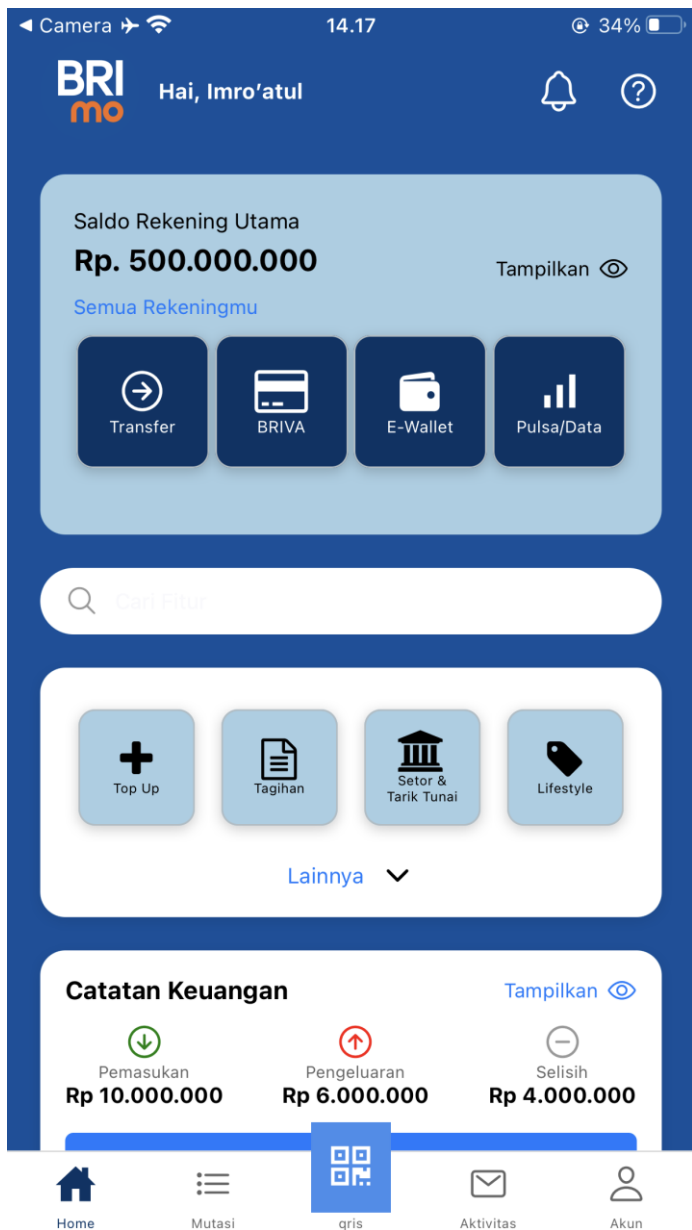 Camera
14.17
34%
BRI
mo
Hai, Imro'atul
Saldo Rekening Utama
Rp. 500.000.000
Tampilkan
Semua Rekeningmu
Transfer
BRIVA
E-Wallet
Pulsa/Data
Cari Fitur
Top Up
Tagihan
Setor &
Tarik Tunai
Lifestyle
Lainnya
Catatan Keuangan
Tampilkan
Pemasukan
Pengeluaran
Selisih
Rp 10.000.000
Rp 6.000.000
Rp 4.000.000
Home
Mutasi
qris
Aktivitas
Akun